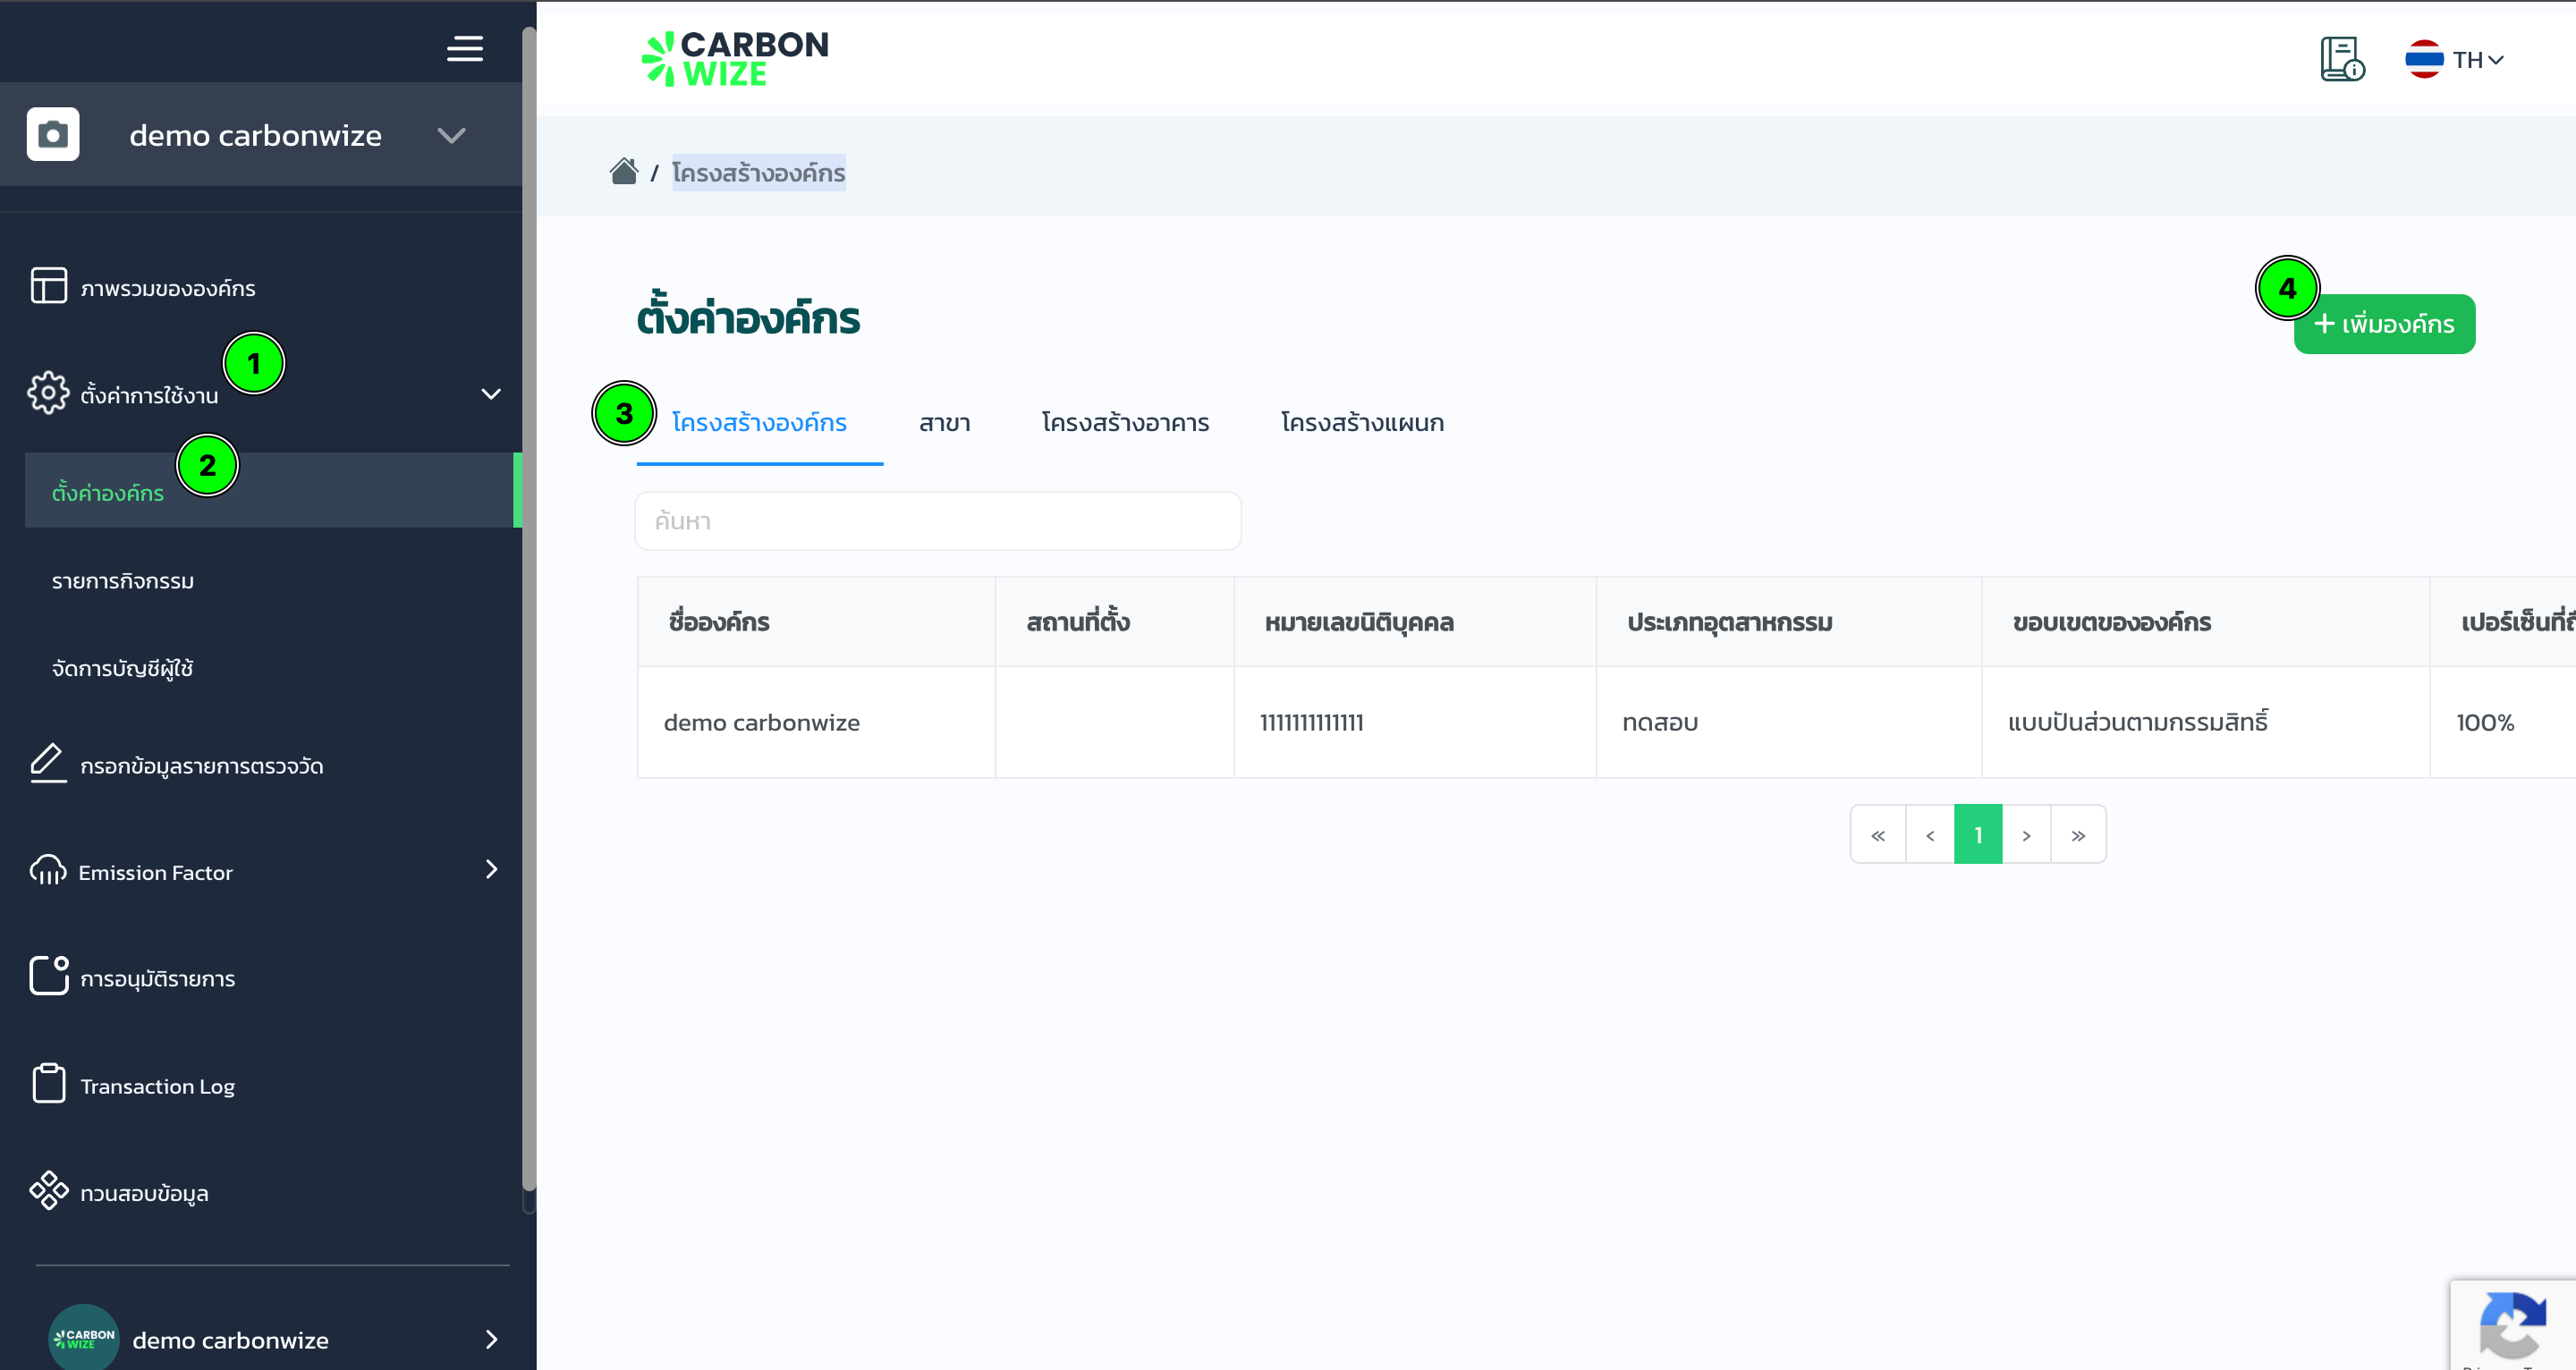 demo carbonwize
ภาพรวมขององค์กร
1
ตั้งค่าการใช้งาน
2
ตั้งค่าองค์กร
รายการกิจกรรม
จัดการบัญชีผู้ใช้
กรอกข้อมูลรายการตรวจวัด
Emission Factor
การอนุมัติรายการ
Transaction Log
ทวนสอบข้อมูล
CARBON
WIZE
demo carbonwize
CARBON
WIZE
TH
/ โครงสร้างองค์กร
ตั้งค่าองค์กร
4
+ เพิ่มองค์กร
3
โครงสร้างองค์กร สาขา โครงสร้างอาคาร โครงสร้างแผนก
ค้นหา
ชื่อองค์กร สถานที่ตั้ง หมายเลขนิติบุคคล ประเภทอุตสาหกรรม ขอบเขตขององค์กร
demo carbonwize 1111111111111 ทดสอบ แบบปันส่วนตามกรรมสิทธิ์ 100%
« ‹ 1 › »